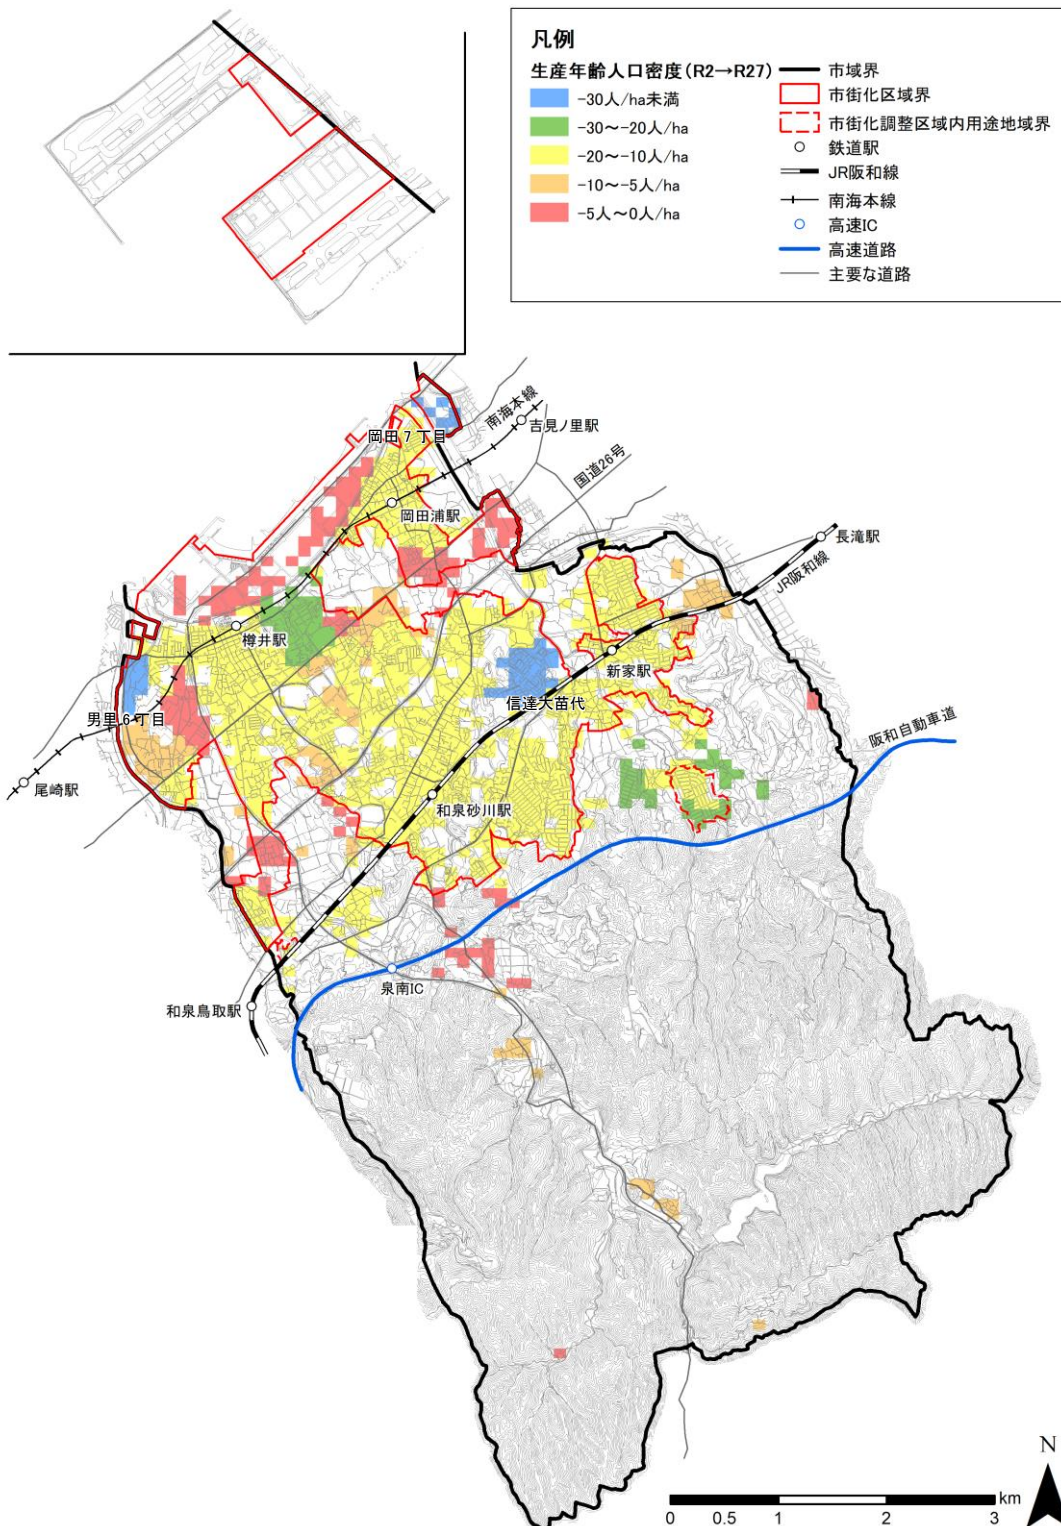 凡例
生産年齢人口密度(R2→R27)
-30人/ha未満
-30～-20人/ha
-20～-10人/ha
-10～-5人/ha
-5人～0人/ha
市域界
市街化区域界
市街化調整区域内用途地域界
鉄道駅
JR阪和線
南海本線
高速IC
高速道路
主要な道路
南海本線
吉見ノ里駅
岡田7丁目
国道26号
岡田浦駅
長滝駅
JR阪和線
樽井駅
新家駅
信達大苗代
男里6丁目
阪和自動車道
尾崎駅
和泉砂川駅
泉南IC
和泉鳥取駅
N
km
0 0.5 1 2 3